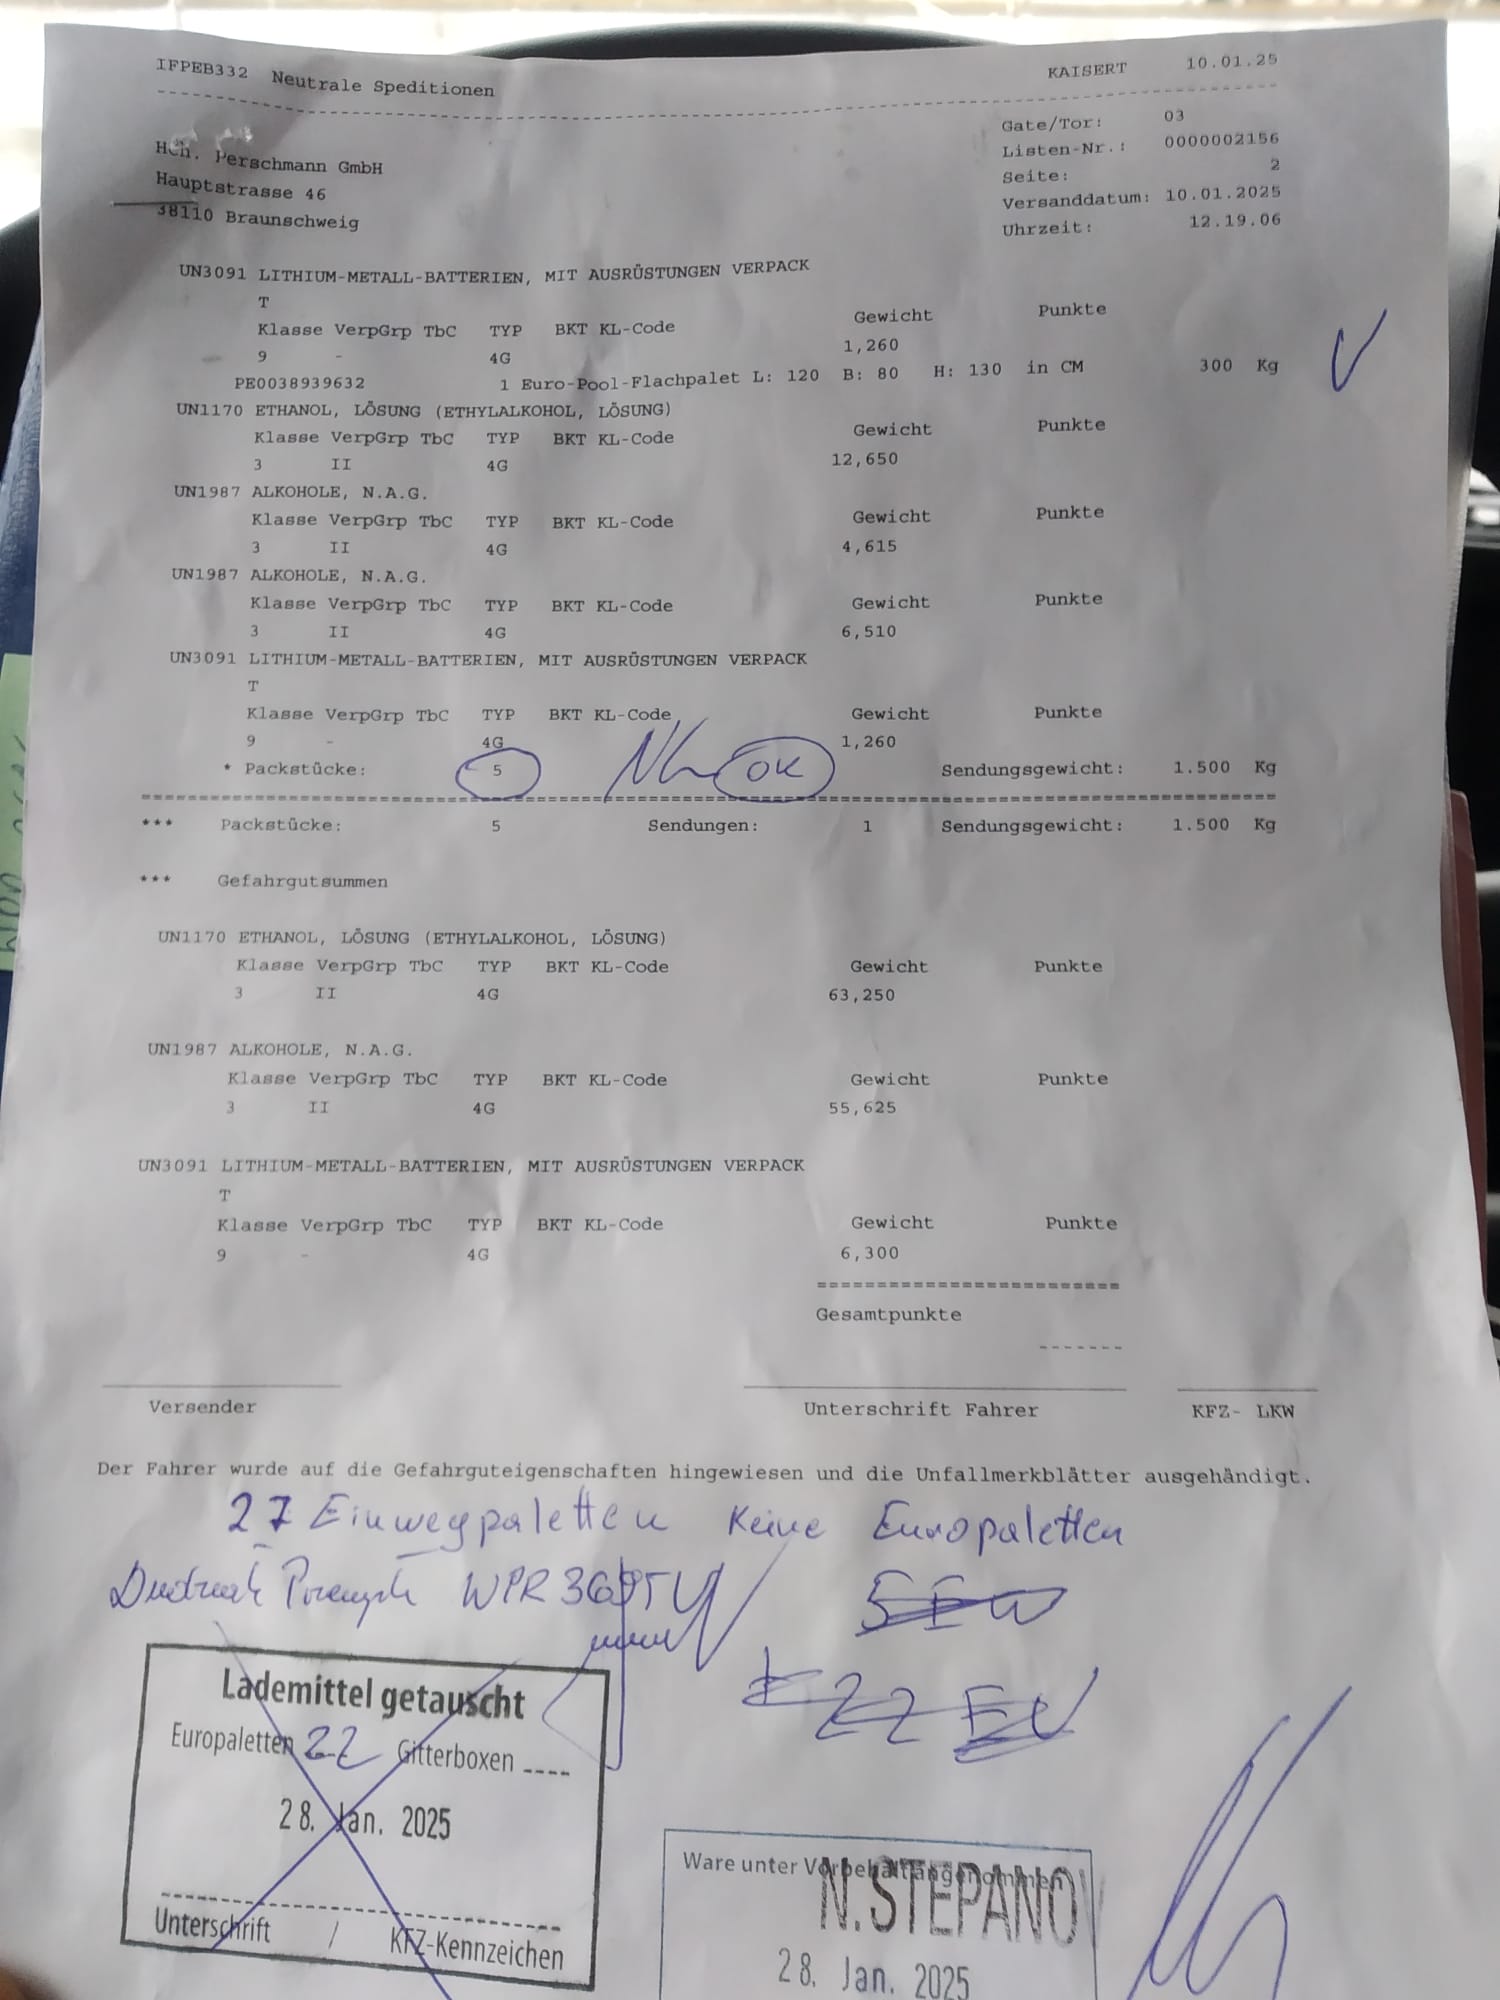 IFPEB332 Neutrale Speditionen KAISERT 10.01.25
Hch. Perschmann GmbH
Hauptstrasse 46
38110 Braunschweig
Gate/Tor: 03
Listen-Nr.: 0000002156
Seite: 2
Versanddatum: 10.01.2025
Uhrzeit: 12.19.06
UN3091 LITHIUM-METALL-BATTERIEN, MIT AUSRÜSTUNGEN VERPACK
T
Klasse VerpGrp TbC TYP BKT KL-Code Gewicht Punkte
9 - 4G 1,260
PE0038939632 1 Euro-Pool-Flachpalet L: 120 B: 80 H: 130 in CM 300 Kg
UN1170 ETHANOL, LÖSUNG (ETHYLALKOHOL, LÖSUNG)
Klasse VerpGrp TbC TYP BKT KL-Code Gewicht Punkte
3 II 4G 12,650
UN1987 ALKOHOLE, N.A.G.
Klasse VerpGrp TbC TYP BKT KL-Code Gewicht Punkte
3 II 4G 4,615
UN1987 ALKOHOLE, N.A.G.
Klasse VerpGrp TbC TYP BKT KL-Code Gewicht Punkte
3 II 4G 6,510
UN3091 LITHIUM-METALL-BATTERIEN, MIT AUSRÜSTUNGEN VERPACK
T
Klasse VerpGrp TbC TYP BKT KL-Code Gewicht Punkte
9 - 4G 1,260
* Packstücke: 5 OK Sendungsgewicht: 1.500 Kg
*** Packstücke: 5 Sendungen: 1 Sendungsgewicht: 1.500 Kg
*** Gefahrgutsummen
UN1170 ETHANOL, LÖSUNG (ETHYLALKOHOL, LÖSUNG)
Klasse VerpGrp TbC TYP BKT KL-Code Gewicht Punkte
3 II 4G 63,250
UN1987 ALKOHOLE, N.A.G.
Klasse VerpGrp TbC TYP BKT KL-Code Gewicht Punkte
3 II 4G 55,625
UN3091 LITHIUM-METALL-BATTERIEN, MIT AUSRÜSTUNGEN VERPACK
T
Klasse VerpGrp TbC TYP BKT KL-Code Gewicht Punkte
9 - 4G 6,300
Gesamtpunkte
Versender Unterschrift Fahrer KFZ- LKW
Der Fahrer wurde auf die Gefahrguteigenschaften hingewiesen und die Unfallmerkblätter ausgehändigt.
27 Einwegpaletten Keine Europaletten
Lademittel getauscht
Europaletten 22 Gitterboxen
28. Jan. 2025
Unterschrift / KFZ-Kennzeichen
22 EU
Ware unter Vorbehalt angenommen
N.STEPANOV
28. Jan. 2025